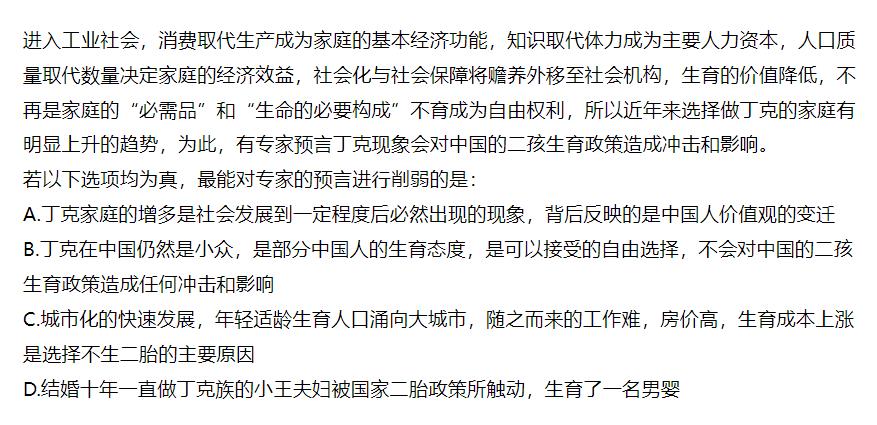 进入工业社会，消费取代生产成为家庭的基本经济功能，知识取代体力成为主要人力资本，人口质
量取代数量决定家庭的经济效益，社会化与社会保障将赡养外移至社会机构，生育的价值降低，不
再是家庭的“必需品”和“生命的必要构成”不育成为自由权利，所以近年来选择做丁克的家庭有
明显上升的趋势，为此，有专家预言丁克现象会对中国的二孩生育政策造成冲击和影响。
若以下选项均为真，最能对专家的预言进行削弱的是：
A.丁克家庭的增多是社会发展到一定程度后必然出现的现象，背后反映的是中国人价值观的变迁
B.丁克在中国仍然是小众，是部分中国人的生育态度，是可以接受的自由选择，不会对中国的二孩
生育政策造成任何冲击和影响
C.城市化的快速发展，年轻适龄生育人口涌向大城市，随之而来的工作难，房价高，生育成本上涨
是选择不生二胎的主要原因
D.结婚十年一直做丁克族的小王夫妇被国家二胎政策所触动，生育了一名男婴